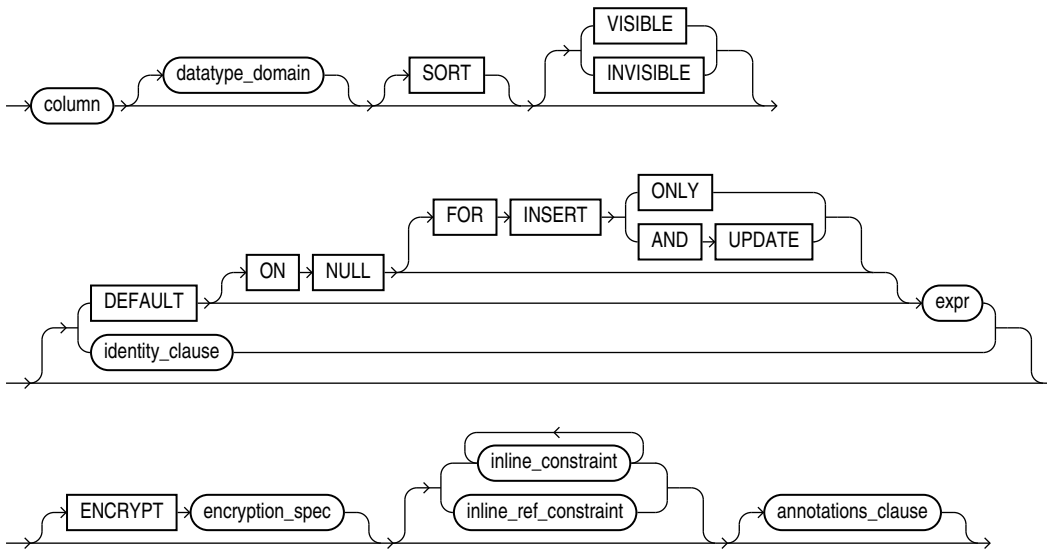 VISIBLE
datatype_domain SORT INVISIBLE
column
ONLY
FOR INSERT
AND UPDATE
ON NULL
DEFAULT expr
identity_clause
inline_constraint
ENCRYPT encryption_spec inline_ref_constraint annotations_clause